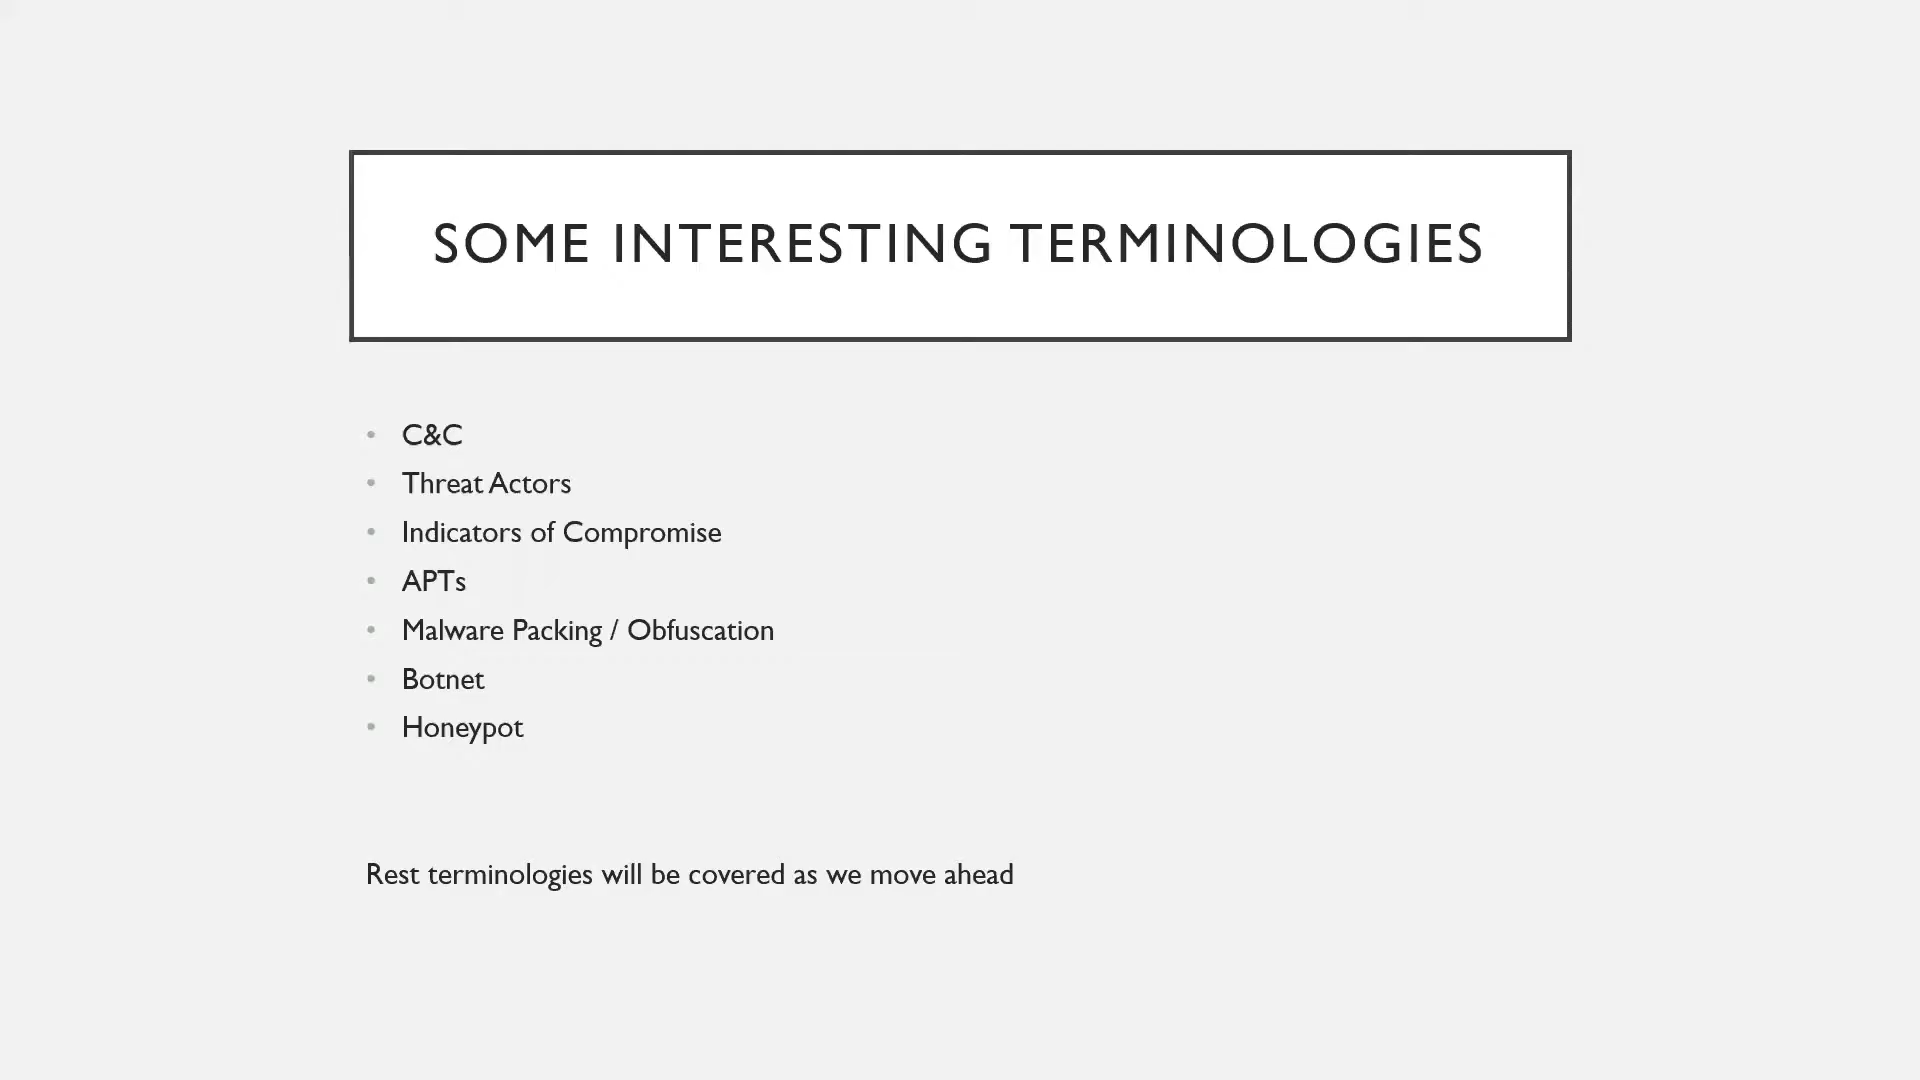 SOME INTERESTING TERMINOLOGIES
• C&C
• Threat Actors
• Indicators of Compromise
• APTs
• Malware Packing / Obfuscation
• Botnet
• Honeypot
Rest terminologies will be covered as we move ahead